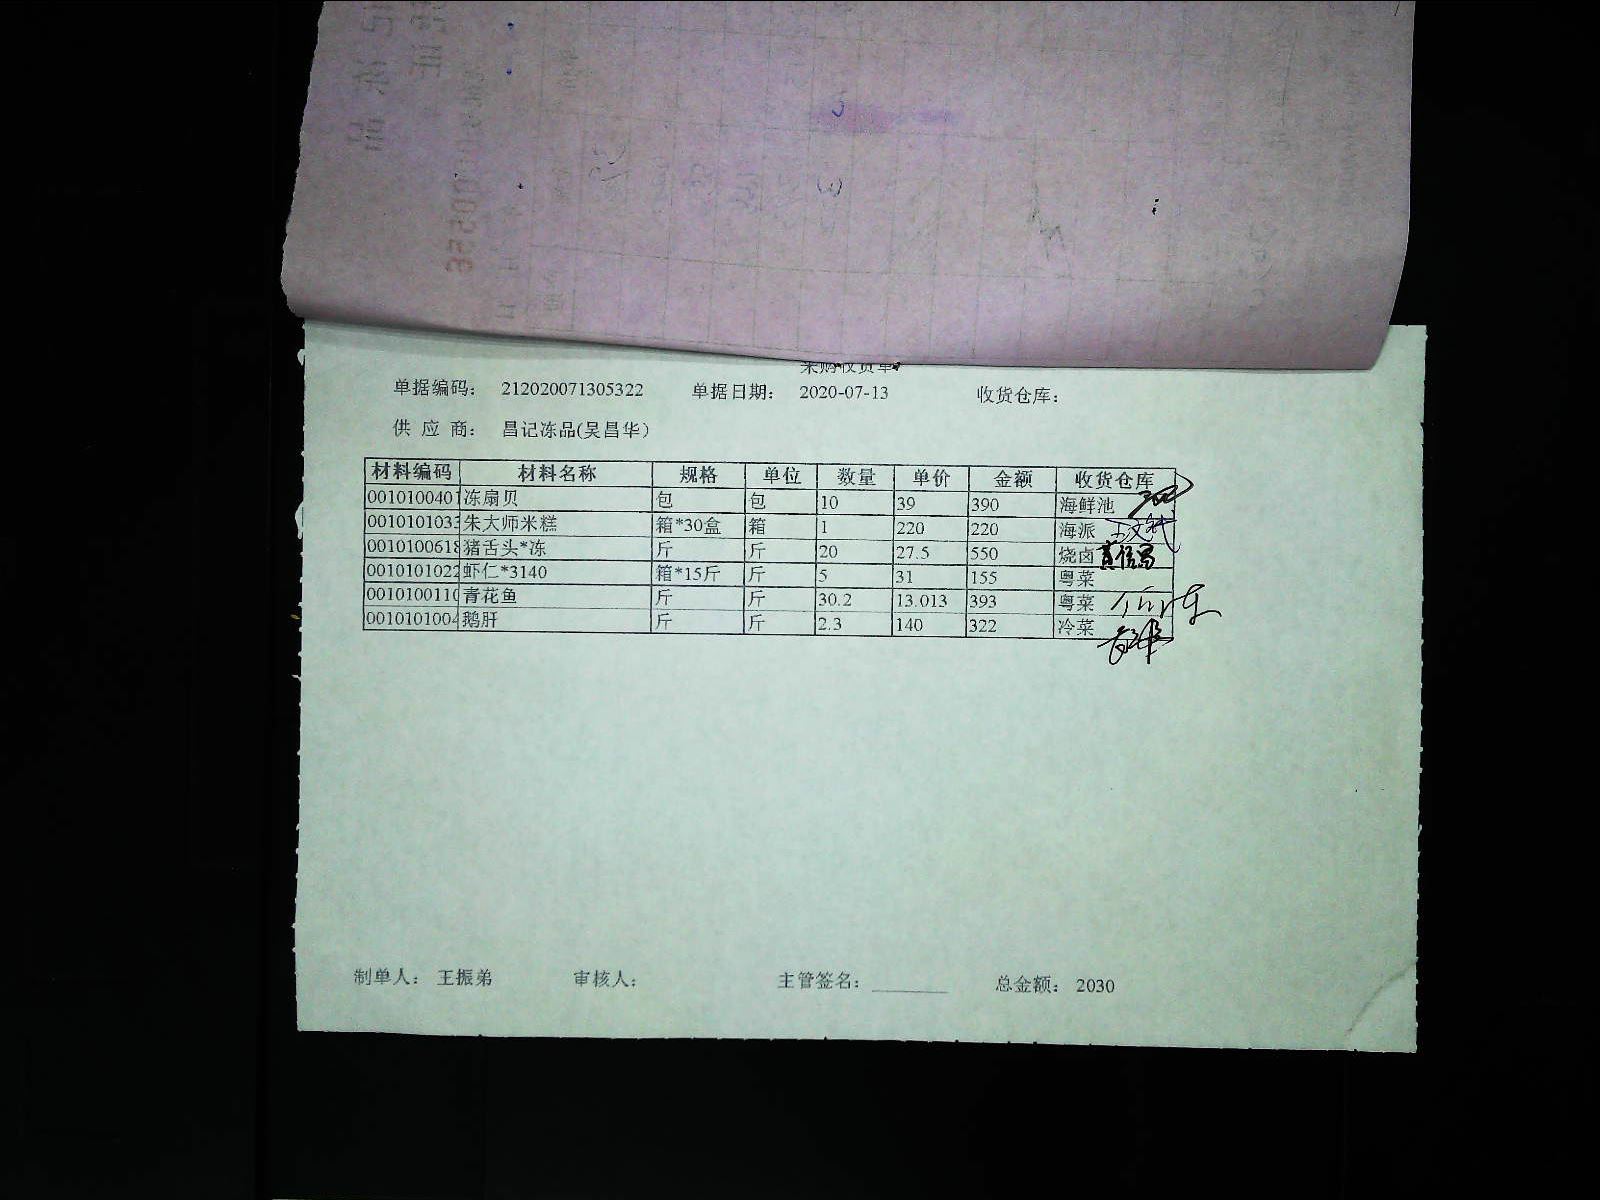 采购收货单
单据编码： 212020071305322 单据日期： 2020-07-13 收货仓库：
供 应 商： 昌记冻品(吴昌华）
材料编码 材料名称 规格 单位 数量 单价 金额 收货仓库
0010100401 冻扇贝 包 包 10 39 390 海鲜池
001010103 朱大师米糕 箱*30盒 箱 1 220 220 海派
0010100618 猪舌头*冻 斤 斤 20 27.5 550 烧卤
0010101022 虾仁*3140 箱*15斤 斤 5 31 155 粤菜
001010011 青花鱼 斤 斤 30.2 13.013 393 粤菜
001010100 鹅肝 斤 斤 2.3 140 322 冷菜
制单人： 王振弟 审核人： 主管签名： ________ 总金额： 2030